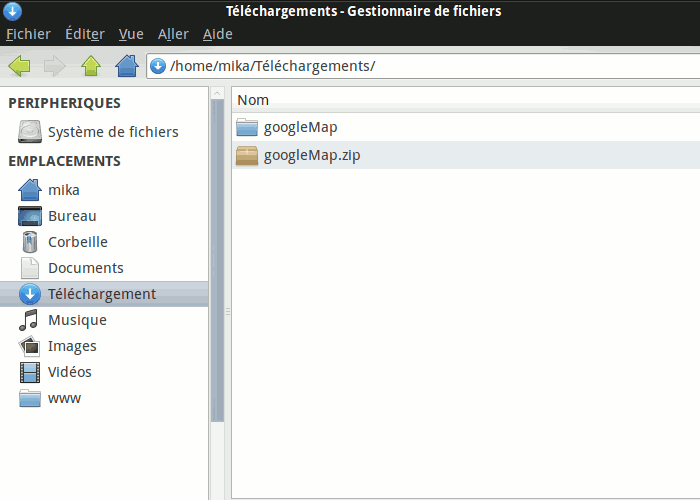 Téléchargements - Gestionnaire de fichiers
Fichier Éditer Vue Aller Aide
/home/mika/Téléchargements/
PERIPHERIQUES
Système de fichiers
EMPLACEMENTS
mika
Bureau
Corbeille
Documents
Téléchargement
Musique
Images
Vidéos
www
Nom
googleMap
googleMap.zip